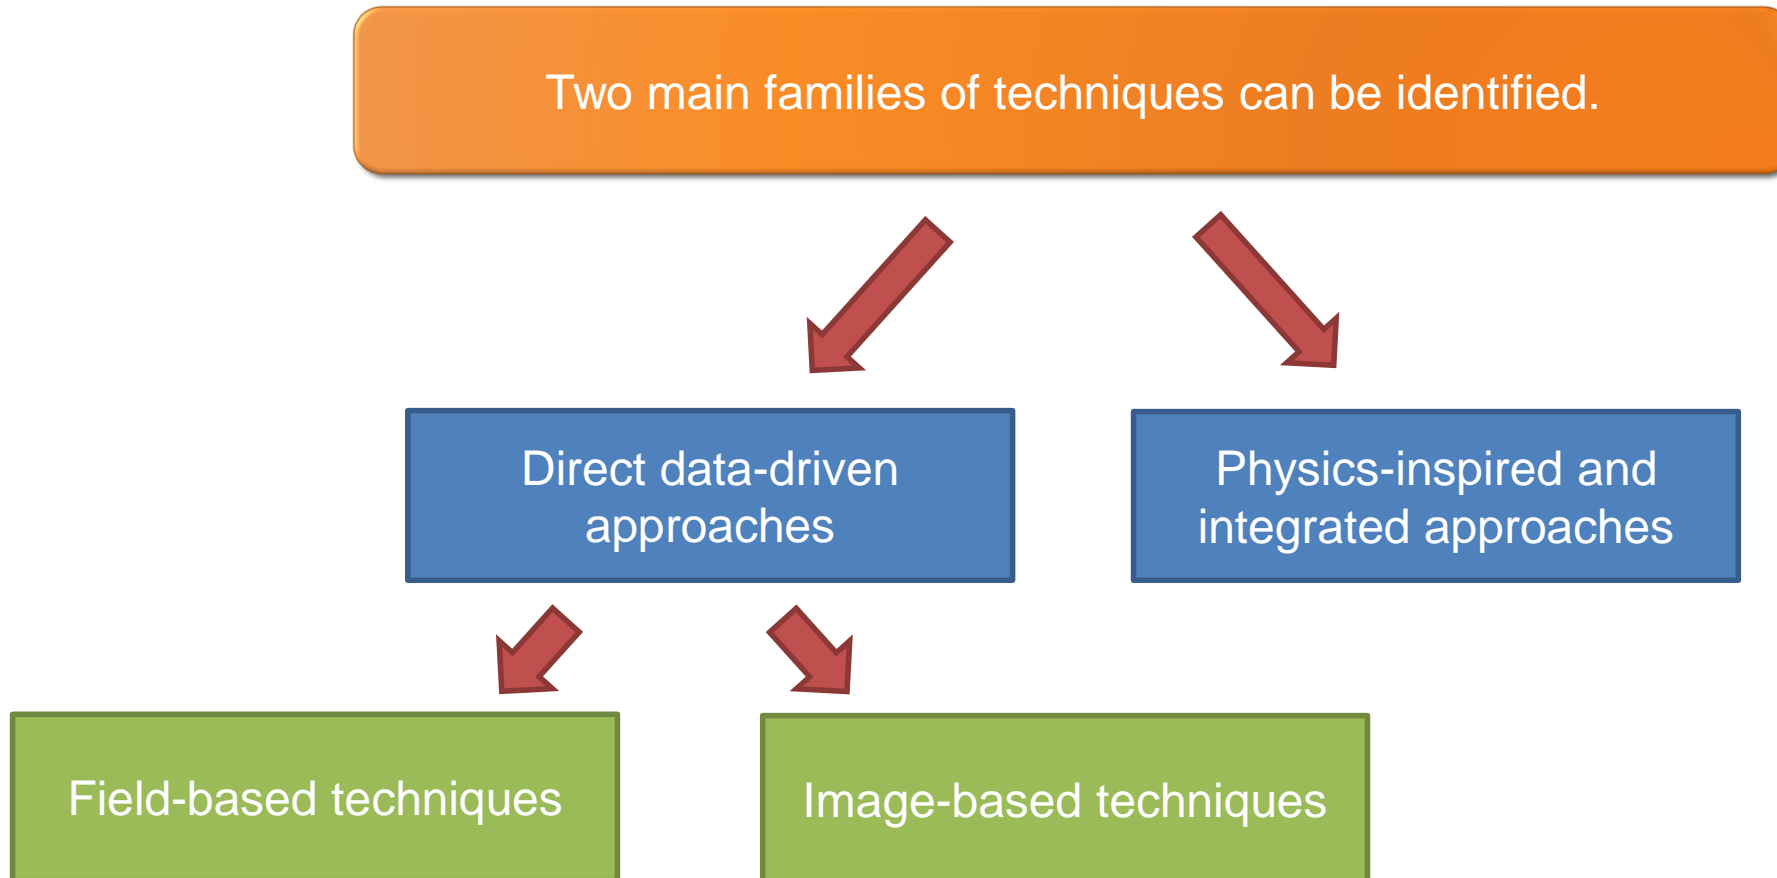 Two main families of techniques can be identified.
Direct data-driven
approaches
Physics-inspired and
integrated approaches
Field-based techniques
Image-based techniques